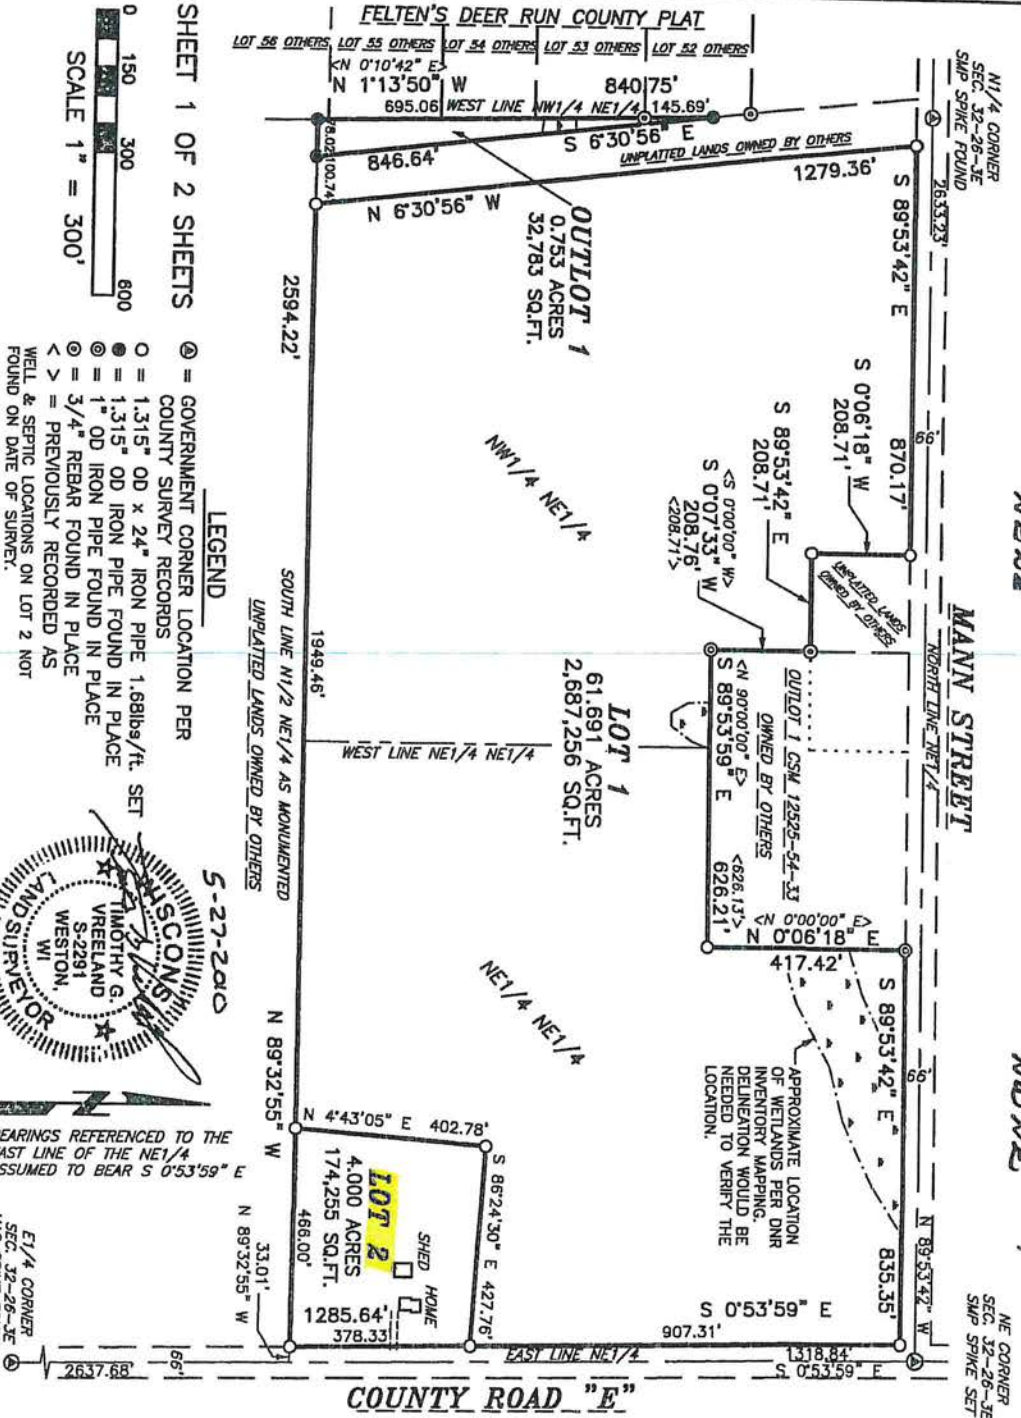 FELTEN'S DEER RUN COUNTY PLAT
LOT 56 OTHERS
LOT 55 OTHERS
LOT 54 OTHERS
LOT 53 OTHERS
LOT 52 OTHERS
<N 0°10'42" E>
N 1°13'50" W
840.75'
695.06
WEST LINE NW1/4 NE1/4
145.69'
S 6°30'56" E
846.64'
100.74
UNPLATTED LANDS OWNED BY OTHERS
1279.36'
N 6°30'56" W
OUTLOT 1
0.753 ACRES
32,783 SQ.FT.
N1/4 CORNER
SEC. 32-26-3E
SMP SPIKE FOUND
2633.23'
S 89°53'42" E
870.17'
66'
S 0°06'18" W
208.71'
S 89°53'42" E
208.71'
<S 0°00'00" W>
S 0°07'33" W
208.76'
<208.71'>
UNPLATTED LANDS
OWNED BY OTHERS
MANN STREET
NORTH LINE NE1/4
OUTLOT 1 CSM 12525-54-33
OWNED BY OTHERS
<N 90°00'00" E>
S 89°53'59" E
<626.13'>
626.21'
<N 0°00'00" E>
N 0°06'18" E
417.42'
NW1/4 NE1/4
LOT 1
61.691 ACRES
2,687,256 SQ.FT.
WEST LINE NE1/4 NE1/4
NE1/4 NE1/4
2594.22'
1949.46'
SOUTH LINE N1/2 NE1/4 AS MONUMENTED
UNPLATTED LANDS OWNED BY OTHERS
N 89°32'55" W
S 89°53'42" E
66'
835.35'
N 89°53'42" W
APPROXIMATE LOCATION
OF WETLANDS PER DNR
INVENTORY MAPPING.
DELINEATION WOULD BE
NEEDED TO VERIFY THE
LOCATION.
NE CORNER
SEC. 32-26-3E
SMP SPIKE SET
N 4°43'05" E
402.78'
S 86°24'30" E
427.76'
LOT 2
4.000 ACRES
174,255 SQ.FT.
SHED
HOME
466.00'
33.01'
N 89°32'55" W
1285.64'
378.33
S 0°53'59" E
907.31'
1318.84'
S 0°53'59" E
EAST LINE NE1/4
2637.68'
66'
COUNTY ROAD "E"
E1/4 CORNER
SEC. 32-26-3E
SHEET 1 OF 2 SHEETS
0 150 300 600
SCALE 1" = 300'
LEGEND
= GOVERNMENT CORNER LOCATION PER
COUNTY SURVEY RECORDS
○ = 1.315" OD x 24" IRON PIPE 1.68lbs/ft. SET
● = 1.315" OD IRON PIPE FOUND IN PLACE
◎ = 1" OD IRON PIPE FOUND IN PLACE
⊙ = 3/4" REBAR FOUND IN PLACE
< > = PREVIOUSLY RECORDED AS
WELL & SEPTIC LOCATIONS ON LOT 2 NOT
FOUND ON DATE OF SURVEY.
5-27-2010
WISCONS
TIMOTHY G.
VREELAND
S-2291
WESTON,
WI
LAND SURVEYOR
EARINGS REFERENCED TO THE
AST LINE OF THE NE1/4
SSUMED TO BEAR S 0°53'59" E